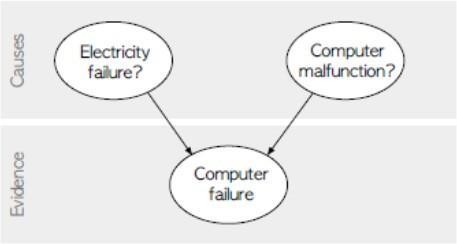 Causes
Electricity
failure?
Computer
malfunction?
Evidence
Computer
failure